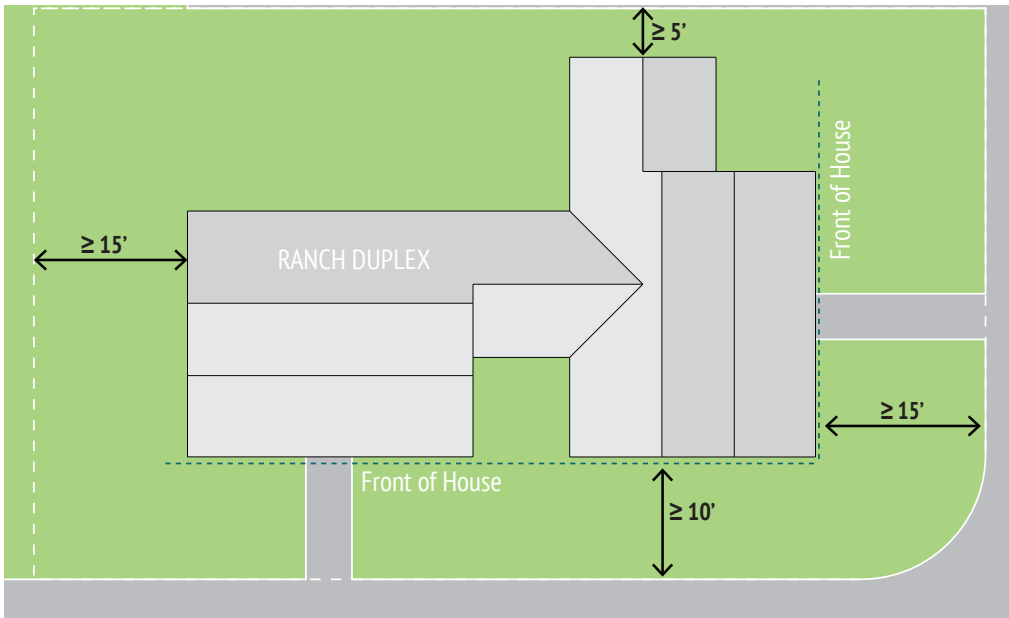 ≥ 5’
Front of House
≥ 15’
RANCH DUPLEX
≥ 15’
Front of House
≥ 10’